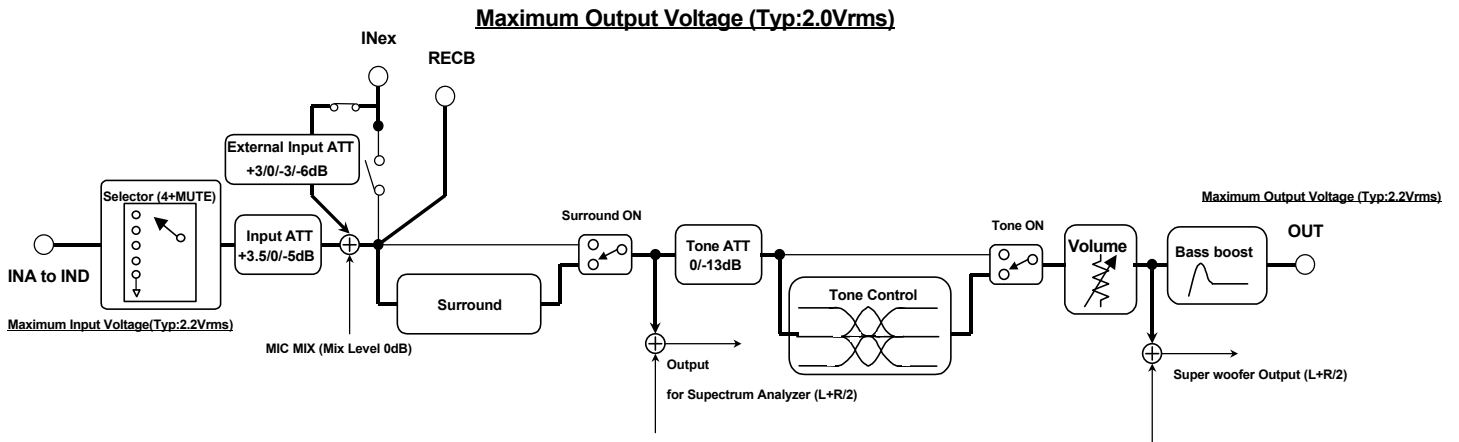 Maximum Output Voltage (Typ:2.0Vrms)
INex
RECB
External Input ATT
+3/0/-3/-6dB
Selector (4+MUTE)
Input ATT
+3.5/0/-5dB
INA to IND
Maximum Input Voltage(Typ:2.2Vrms)
MIC MIX (Mix Level 0dB)
Surround
Surround ON
Tone ATT
0/-13dB
Output
for Supectrum Analyzer (L+R/2)
Tone Control
Tone ON
Volume
Maximum Output Voltage (Typ:2.2Vrms)
Bass boost
OUT
Super woofer Output (L+R/2)